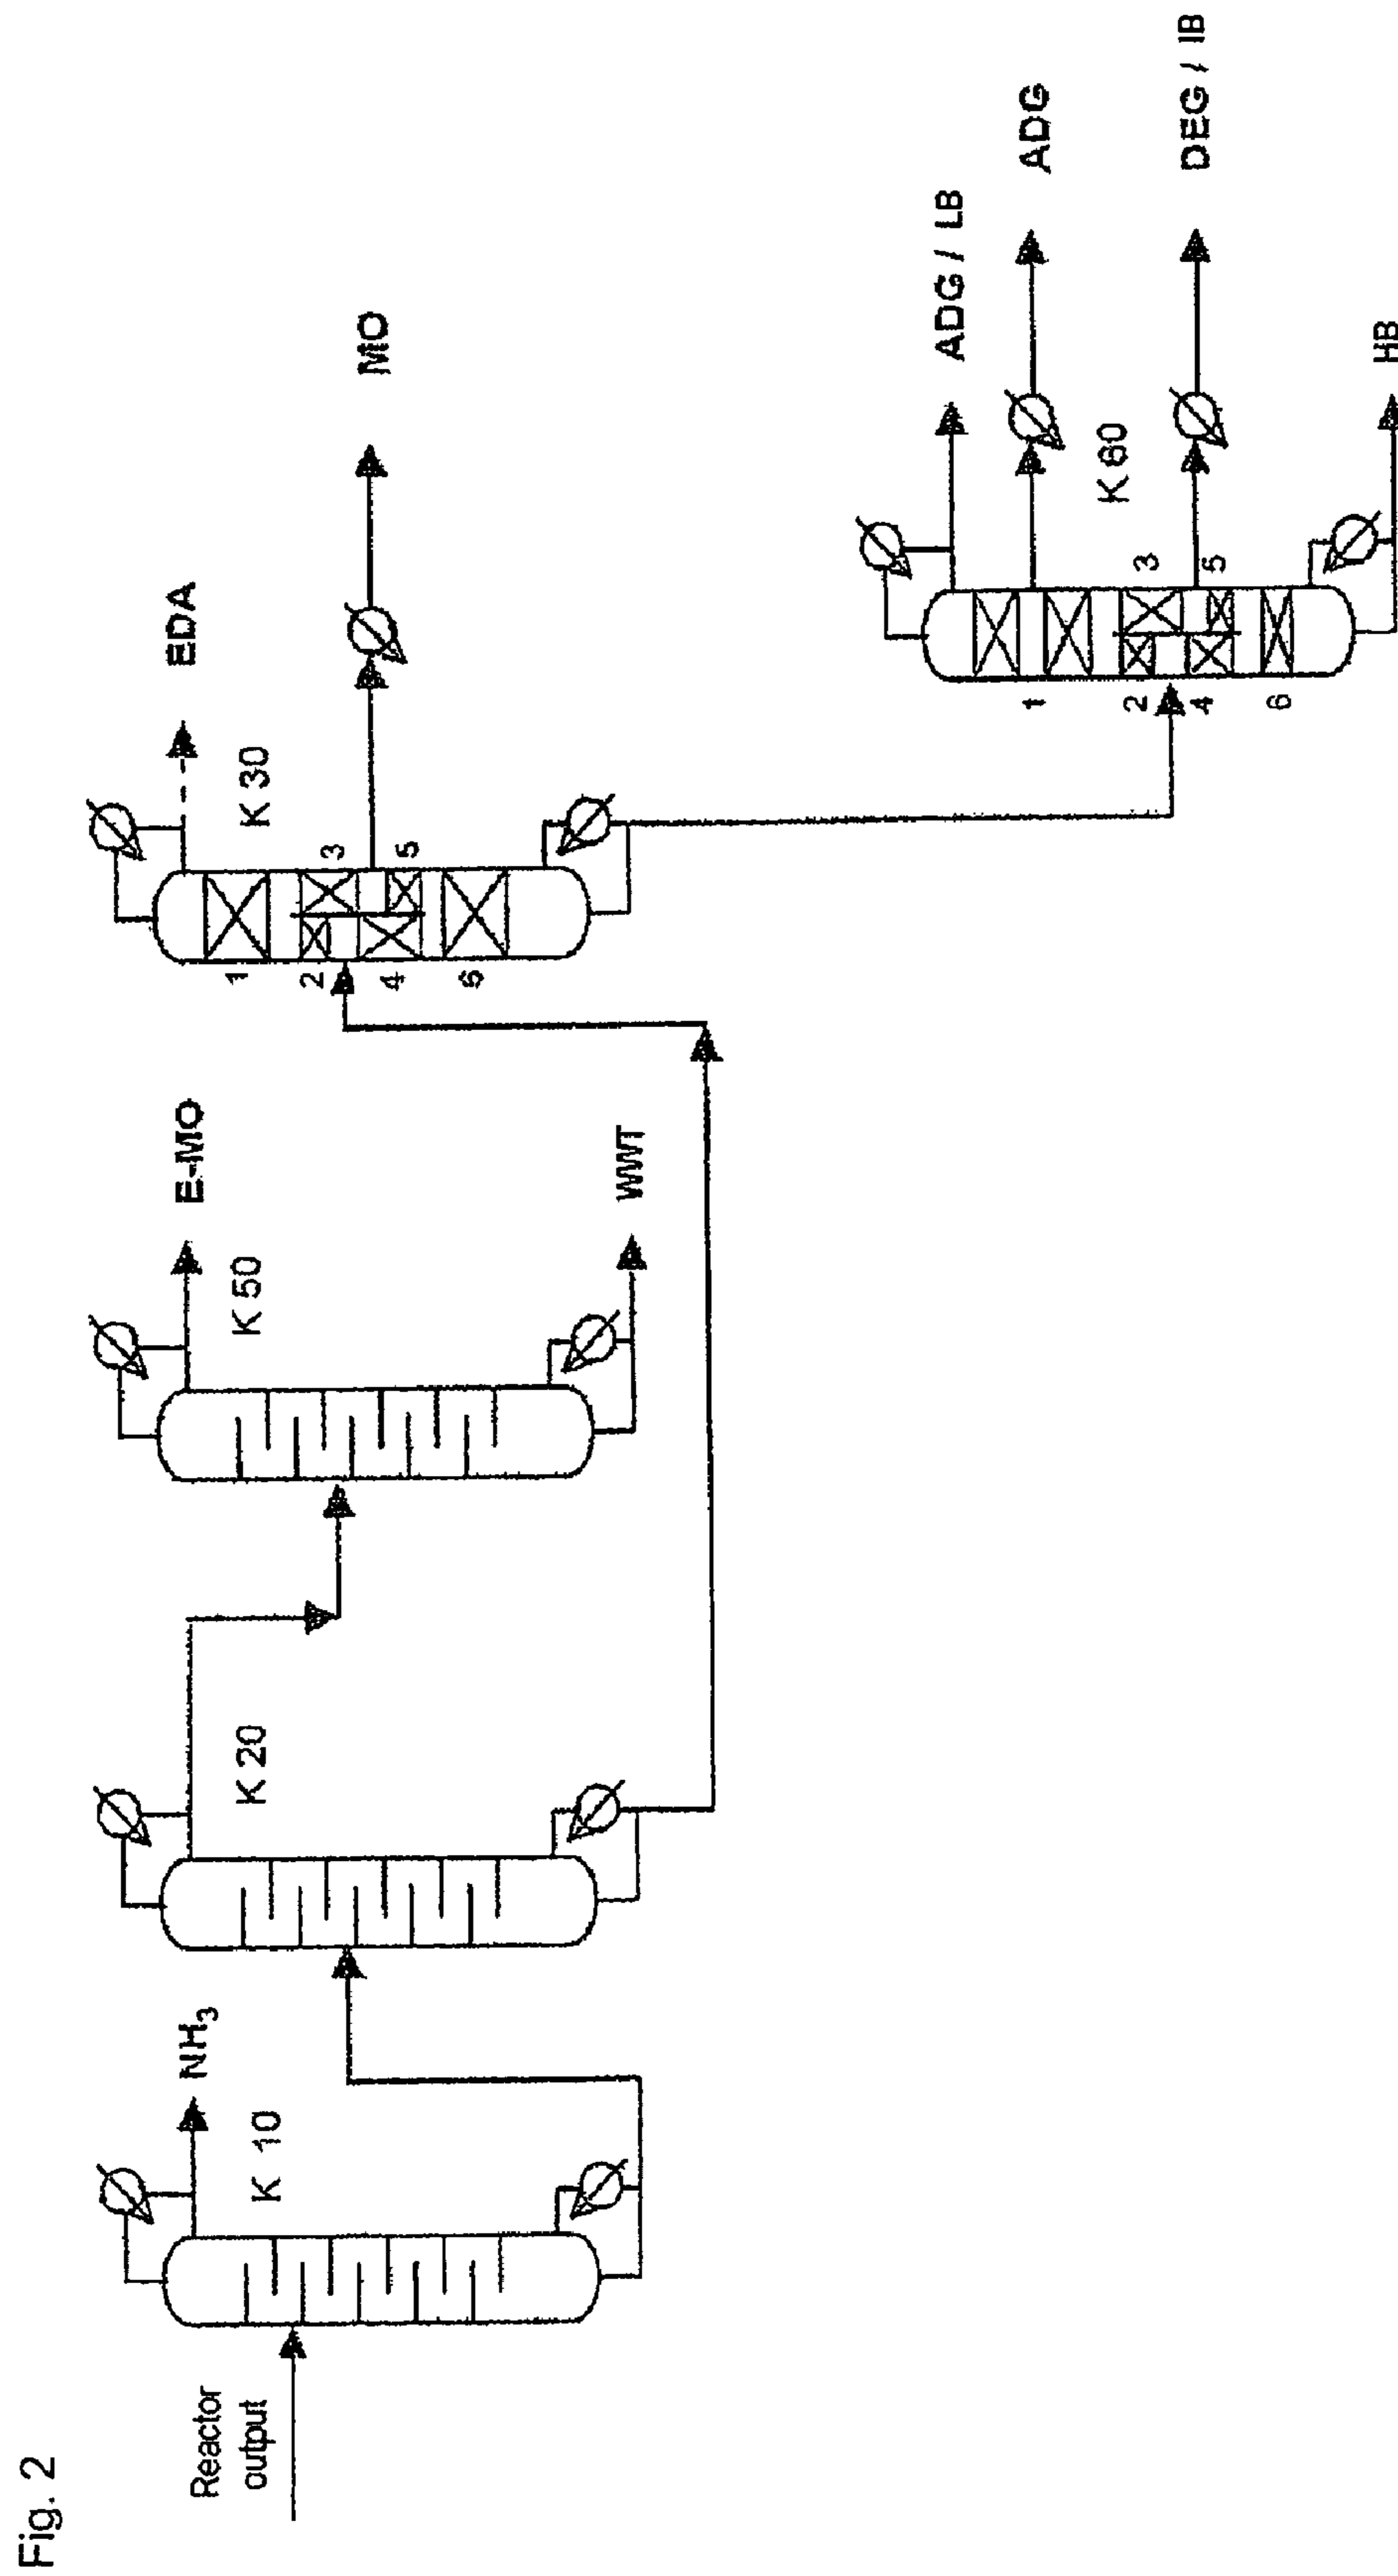 Fig. 2
Reactor
output
NH3
K 10
K 20
E-MO
K 50
WWT
EDA
K 30
MO
1
2
3
4
5
6
ADG / LB
ADG
K 60
DEG / IB
HB
1
2
3
4
5
6